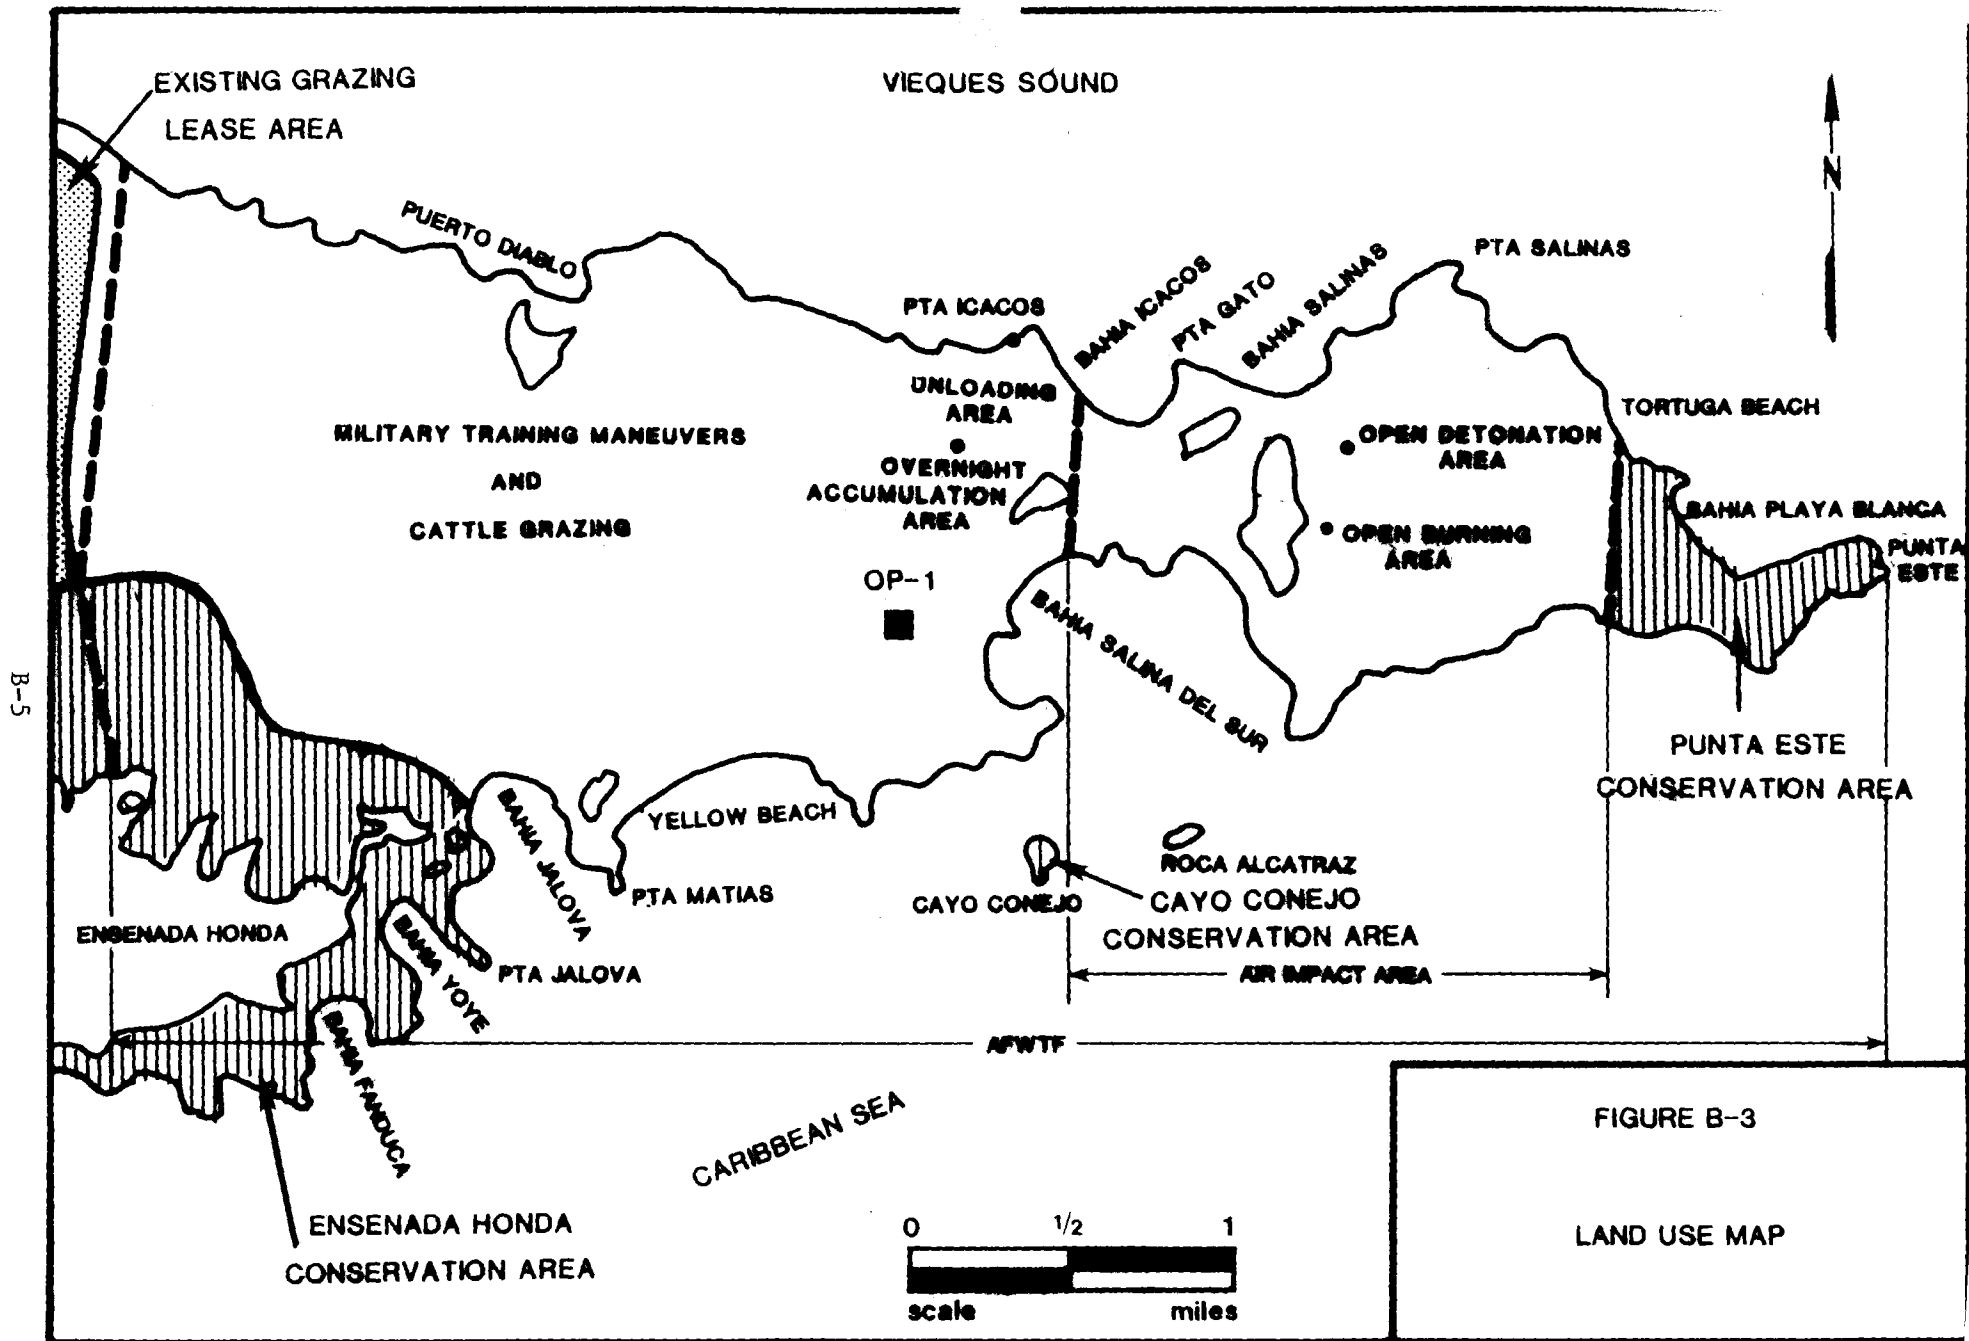 EXISTING GRAZING
LEASE AREA
VIEQUES SOUND
N
PUERTO DIABLO
PTA ICACOS
BAHIA ICACOS
PTA GATO
BAHIA SALINAS
PTA SALINAS
UNLOADING
AREA
TORTUGA BEACH
MILITARY TRAINING MANEUVERS
AND
CATTLE GRAZING
OVERNIGHT
ACCUMULATION
AREA
OPEN DETONATION
AREA
OPEN BURNING
AREA
BAHIA PLAYA BLANCA
PUNTA
ESTE
OP-1
BAHIA SALINA DEL SUR
B-5
PUNTA ESTE
CONSERVATION AREA
BAHIA JALOVA
YELLOW BEACH
PTA MATIAS
ROCA ALCATRAZ
CAYO CONEJO
CAYO CONEJO
CONSERVATION AREA
ENSENADA HONDA
BAHIA YOYE
PTA JALOVA
AIR IMPACT AREA
AFWTF
BAHIA FANDUCA
CARIBBEAN SEA
ENSENADA HONDA
CONSERVATION AREA
0 1/2 1
scale miles
FIGURE B-3
LAND USE MAP